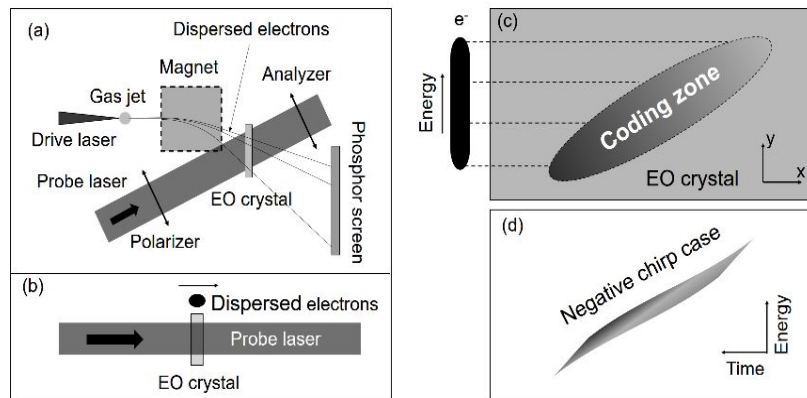 (a)
Dispersed electrons
Magnet
Analyzer
Gas jet
Drive laser
Probe laser
EO crystal
Polarizer
Phosphor screen
(b)
Dispersed electrons
Probe laser
EO crystal
e⁻
(c)
Energy
Coding zone
y
x
EO crystal
(d)
Negative chirp case
Energy
Time